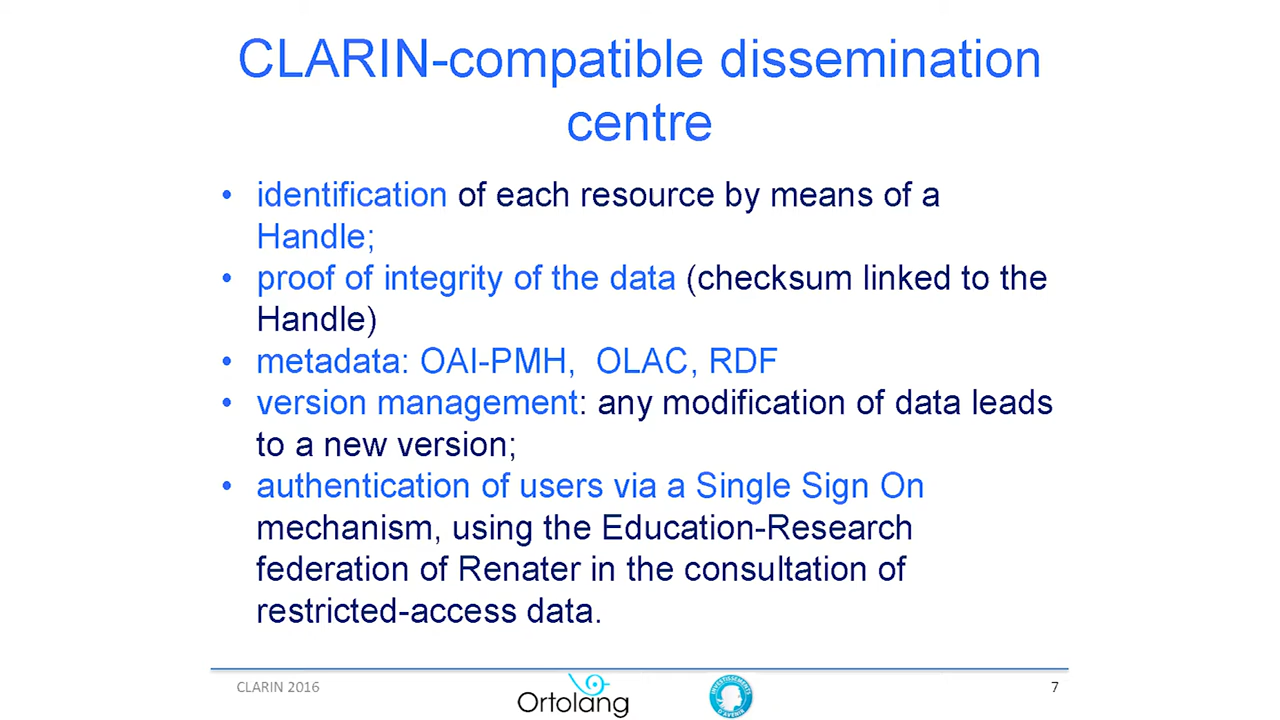 CLARIN-compatible dissemination
centre
• identification of each resource by means of a
Handle;
• proof of integrity of the data (checksum linked to the
Handle)
• metadata: OAI-PMH,  OLAC, RDF
• version management: any modification of data leads
to a new version;
• authentication of users via a Single Sign On
mechanism, using the Education-Research
federation of Renater in the consultation of
restricted-access data.
CLARIN 2016
Ortolang
INVESTISSEMENTS
D'AVENIR
7